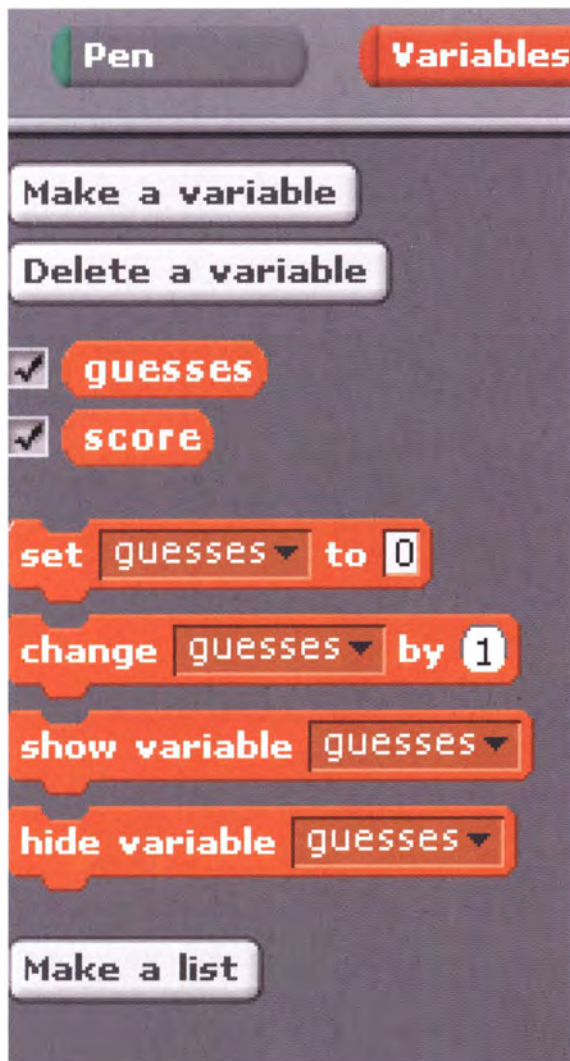 Pen Variables
Make a variable
Delete a variable
guesses
score
set guesses to 0
change guesses by 1
show variable guesses
hide variable guesses
Make a list